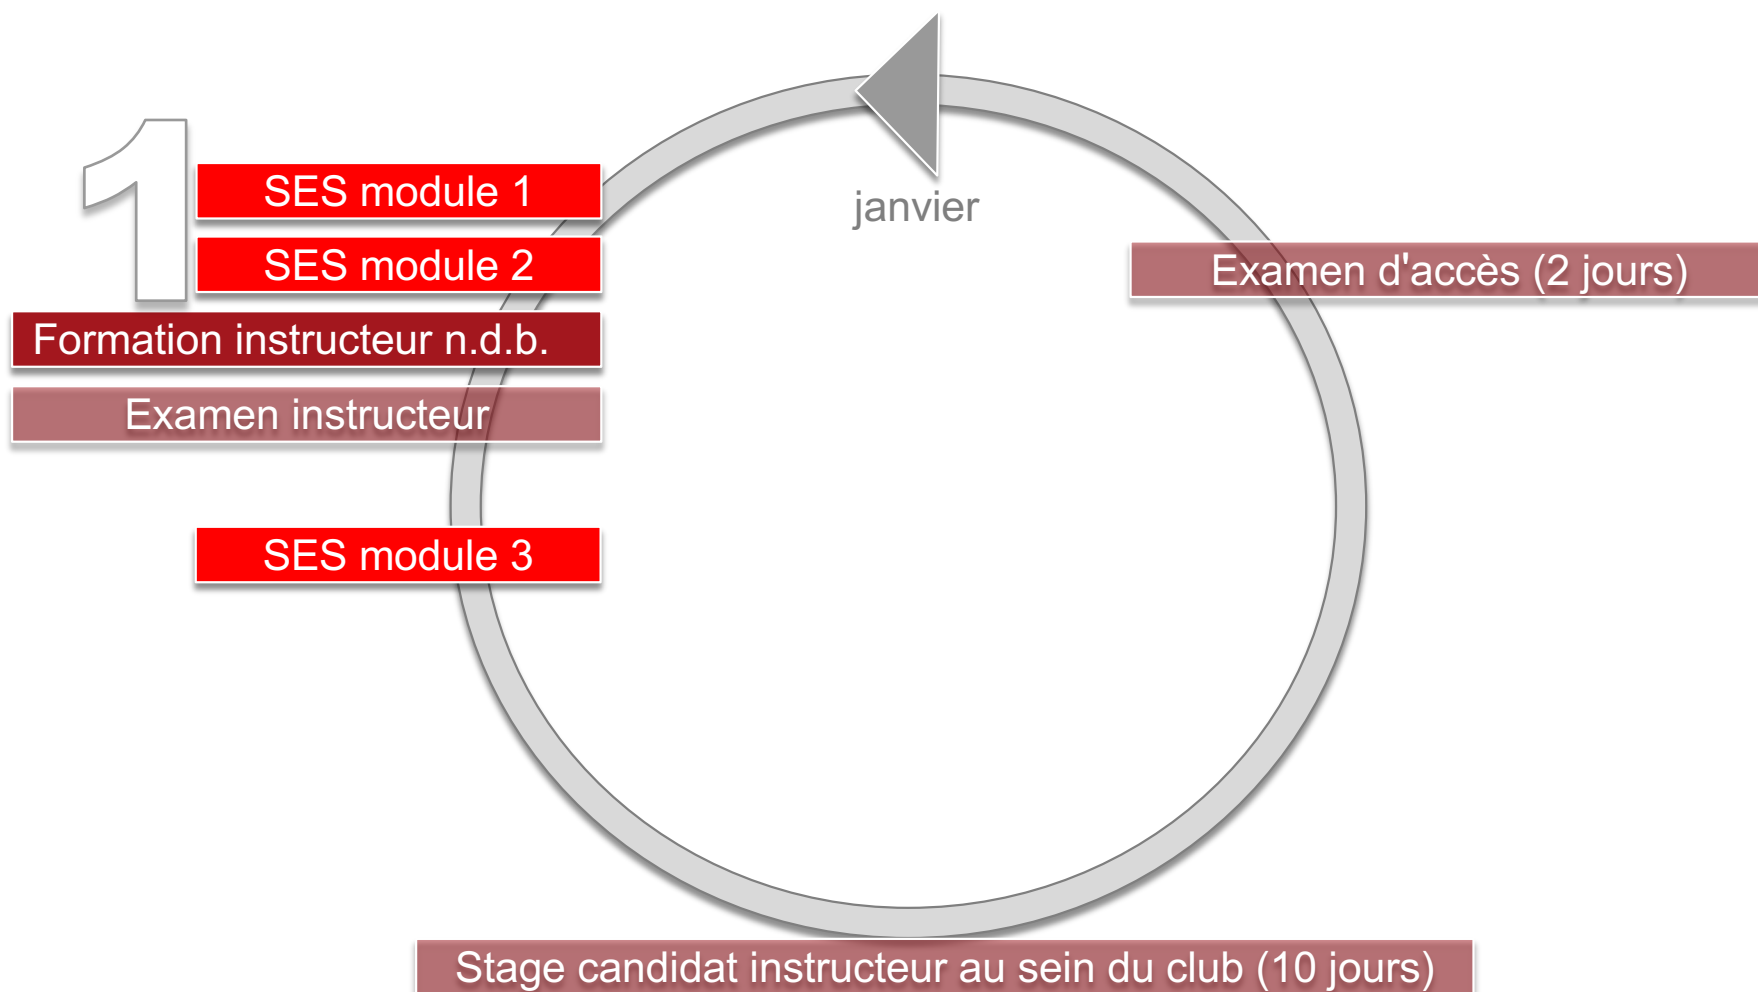 1
SES module 1
SES module 2
Formation instructeur n.d.b.
Examen instructeur
SES module 3
janvier
Examen d'accès (2 jours)
Stage candidat instructeur au sein du club (10 jours)